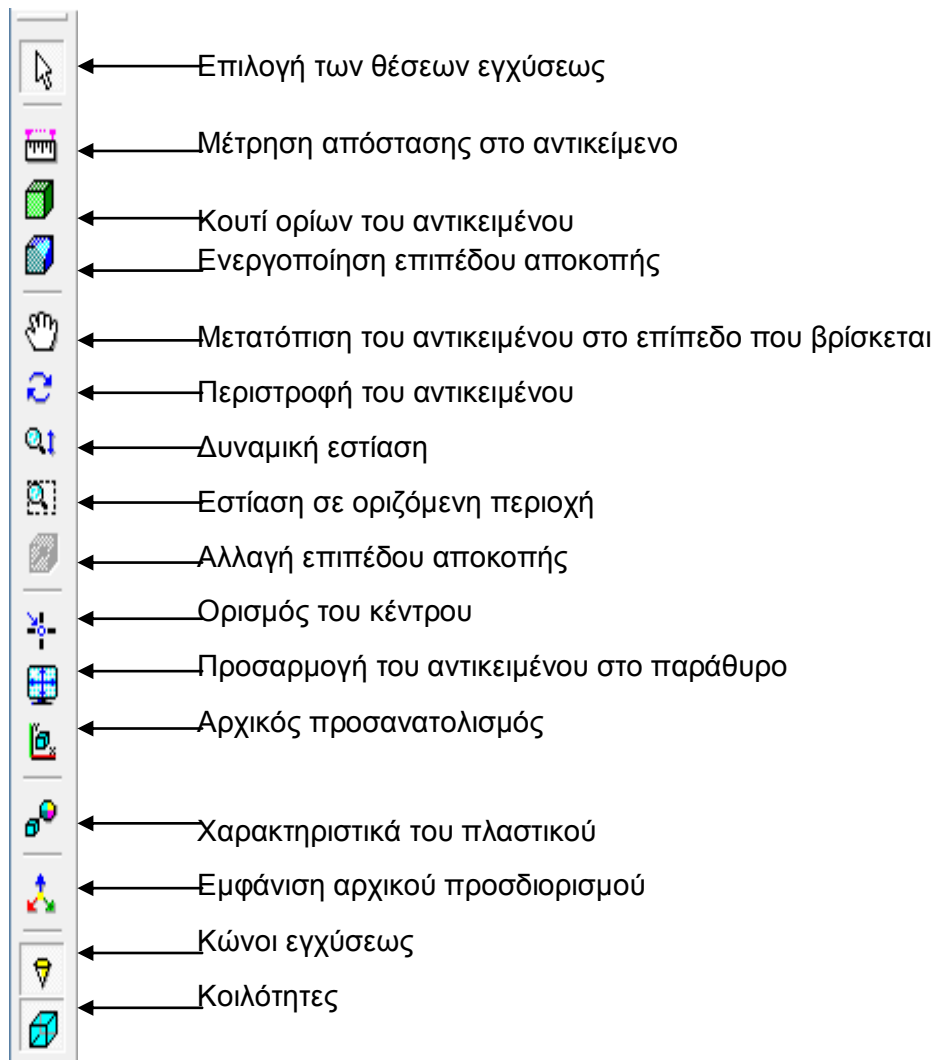 Επιλογή των θέσεων εγχύσεως
Μέτρηση απόστασης στο αντικείμενο
Κουτί ορίων του αντικειμένου
Ενεργοποίηση επιπέδου αποκοπής
Μετατόπιση του αντικειμένου στο επίπεδο που βρίσκεται
Περιστροφή του αντικειμένου
Δυναμική εστίαση
Εστίαση σε οριζόμενη περιοχή
Αλλαγή επιπέδου αποκοπής
Ορισμός του κέντρου
Προσαρμογή του αντικειμένου στο παράθυρο
Αρχικός προσανατολισμός
Χαρακτηριστικά του πλαστικού
Εμφάνιση αρχικού προσδιορισμού
Κώνοι εγχύσεως
Κοιλότητες